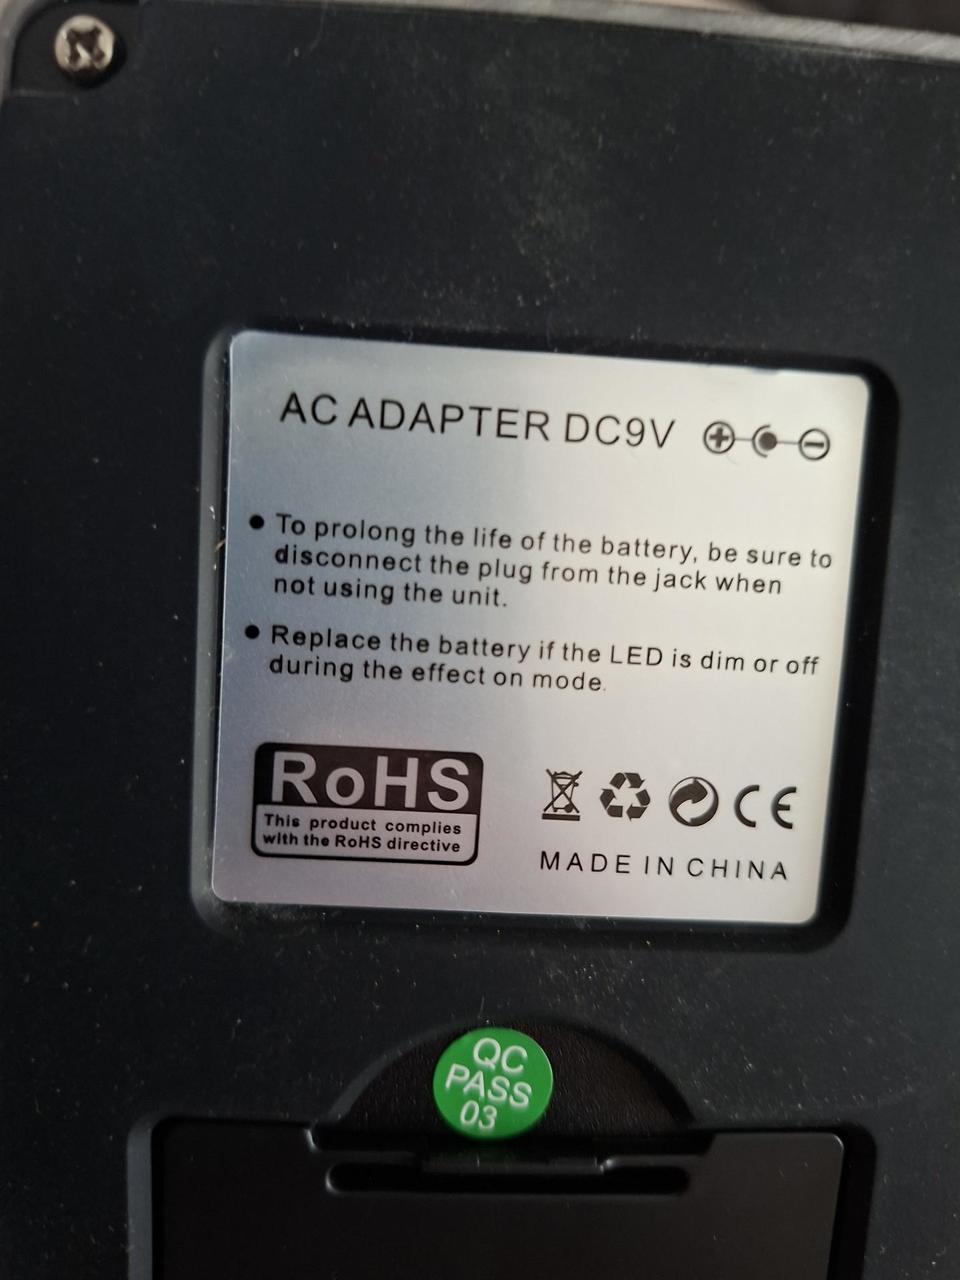 AC ADAPTER DC9V
• To prolong the life of the battery, be sure to
disconnect the plug from the jack when
not using the unit.
• Replace the battery if the LED is dim or off
during the effect on mode.
RoHS
This product complies
with the RoHS directive
CE
MADE IN CHINA
QC
PASS
03